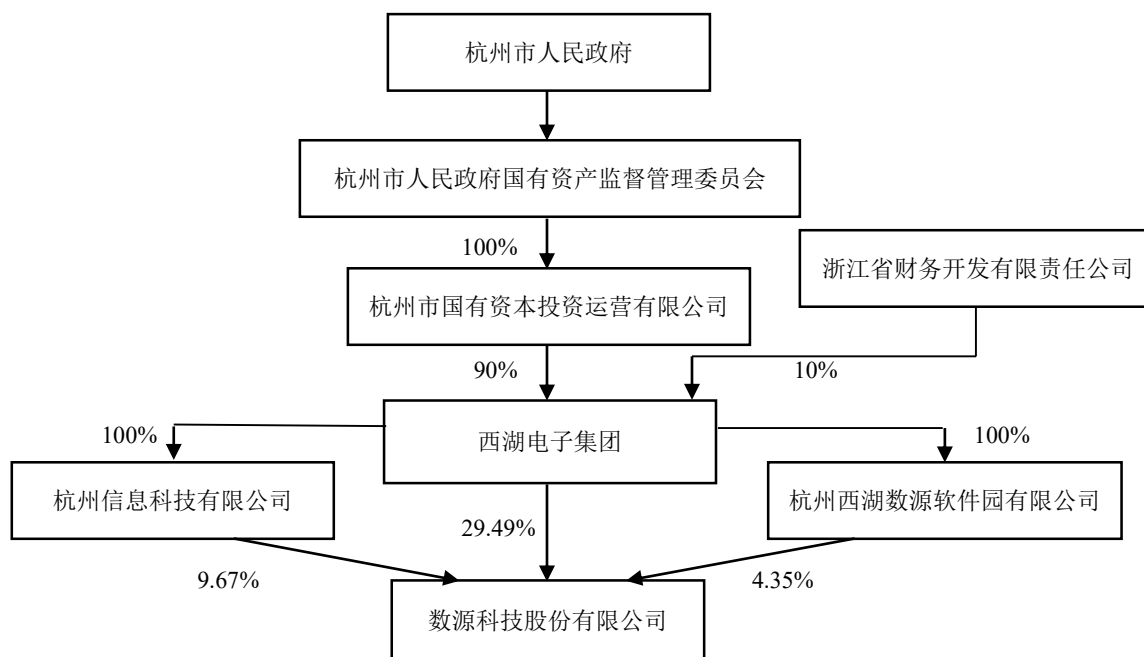 杭州市人民政府
杭州市人民政府国有资产监督管理委员会
100%
浙江省财务开发有限责任公司
杭州市国有资本投资运营有限公司
90%
10%
西湖电子集团
100%
100%
杭州信息科技有限公司
杭州西湖数源软件园有限公司
29.49%
9.67%
4.35%
数源科技股份有限公司